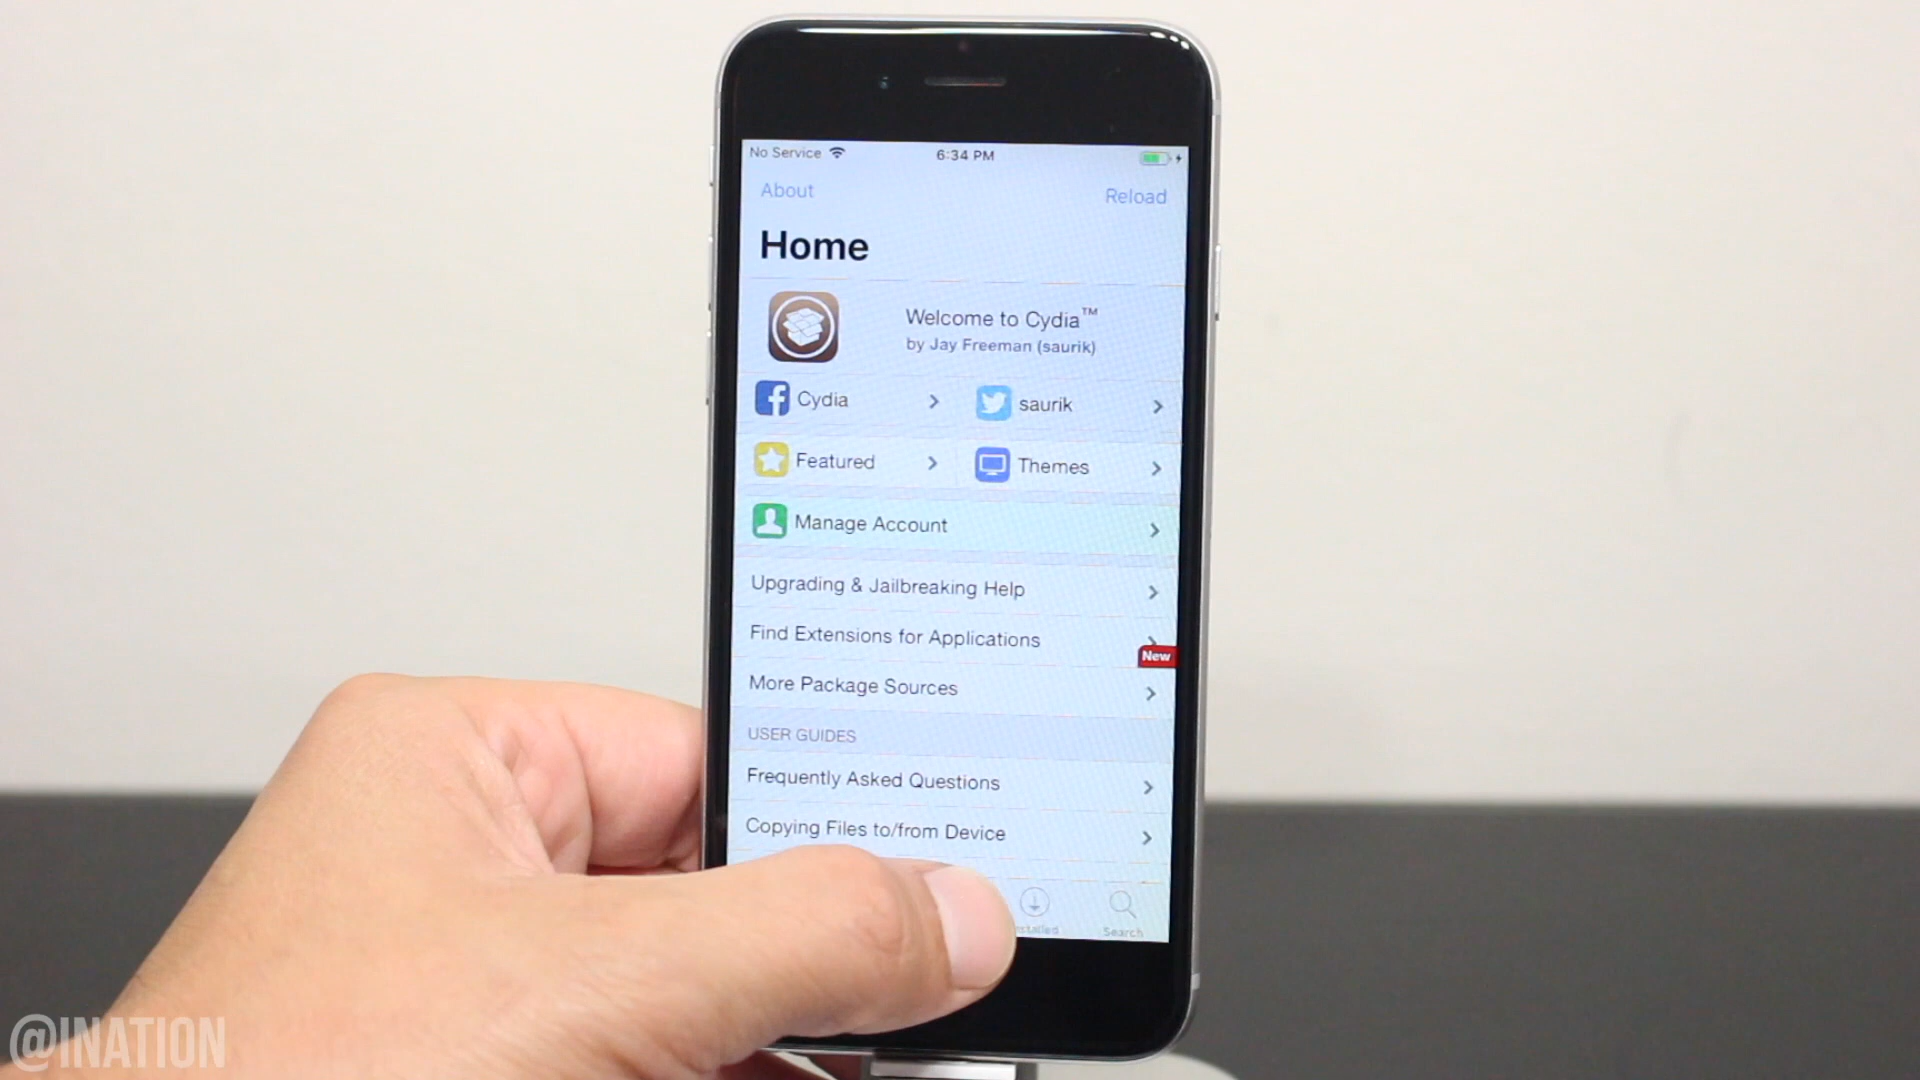 No Service
6:34 PM
About
Reload
Home
Welcome to Cydia™
by Jay Freeman (saurik)
Cydia
saurik
Featured
Themes
Manage Account
Upgrading & Jailbreaking Help
Find Extensions for Applications
New
More Package Sources
USER GUIDES
Frequently Asked Questions
Copying Files to/from Device
Search
@INATION